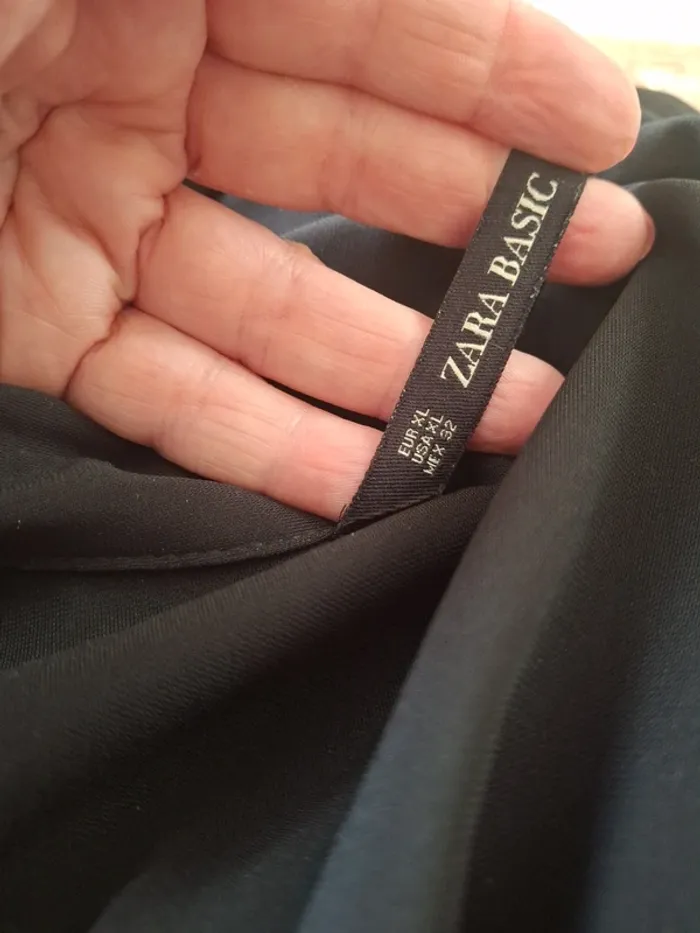 ZARA BASIC
EUR XL
USA XL
MEX 32